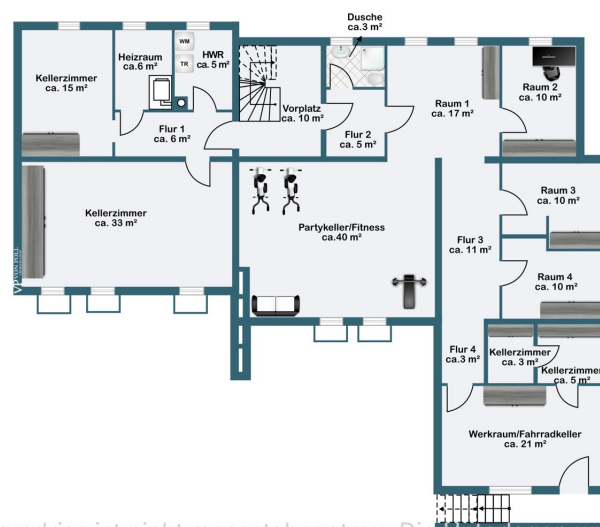 Dusche
ca.3 m²
WM
TR
Heizraum
ca.6 m²
HWR
ca. 5 m²
Kellerzimmer
ca. 15 m²
Raum 2
ca. 10 m²
Raum 1
ca. 17 m²
Vorplatz
ca. 10 m²
Flur 1
ca. 6 m²
Flur 2
ca. 5 m²
Kellerzimmer
ca. 33 m²
Raum 3
ca. 10 m²
Partykeller/Fitness
ca.40 m²
Flur 3
ca. 11 m²
VP
VON POLL
Raum 4
ca. 10 m²
Flur 4
ca.3 m²
Kellerzimmer
ca. 3 m²
Kellerzimmer
ca. 5 m²
Werkraum/Fahrradkeller
ca. 21 m²